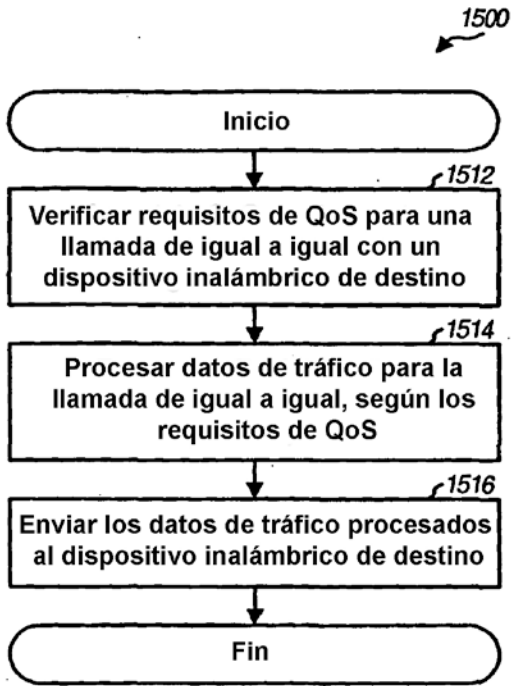 1500
Inicio
1512
Verificar requisitos de QoS para una
llamada de igual a igual con un
dispositivo inalámbrico de destino
1514
Procesar datos de tráfico para la
llamada de igual a igual, según los
requisitos de QoS
1516
Enviar los datos de tráfico procesados
al dispositivo inalámbrico de destino
Fin